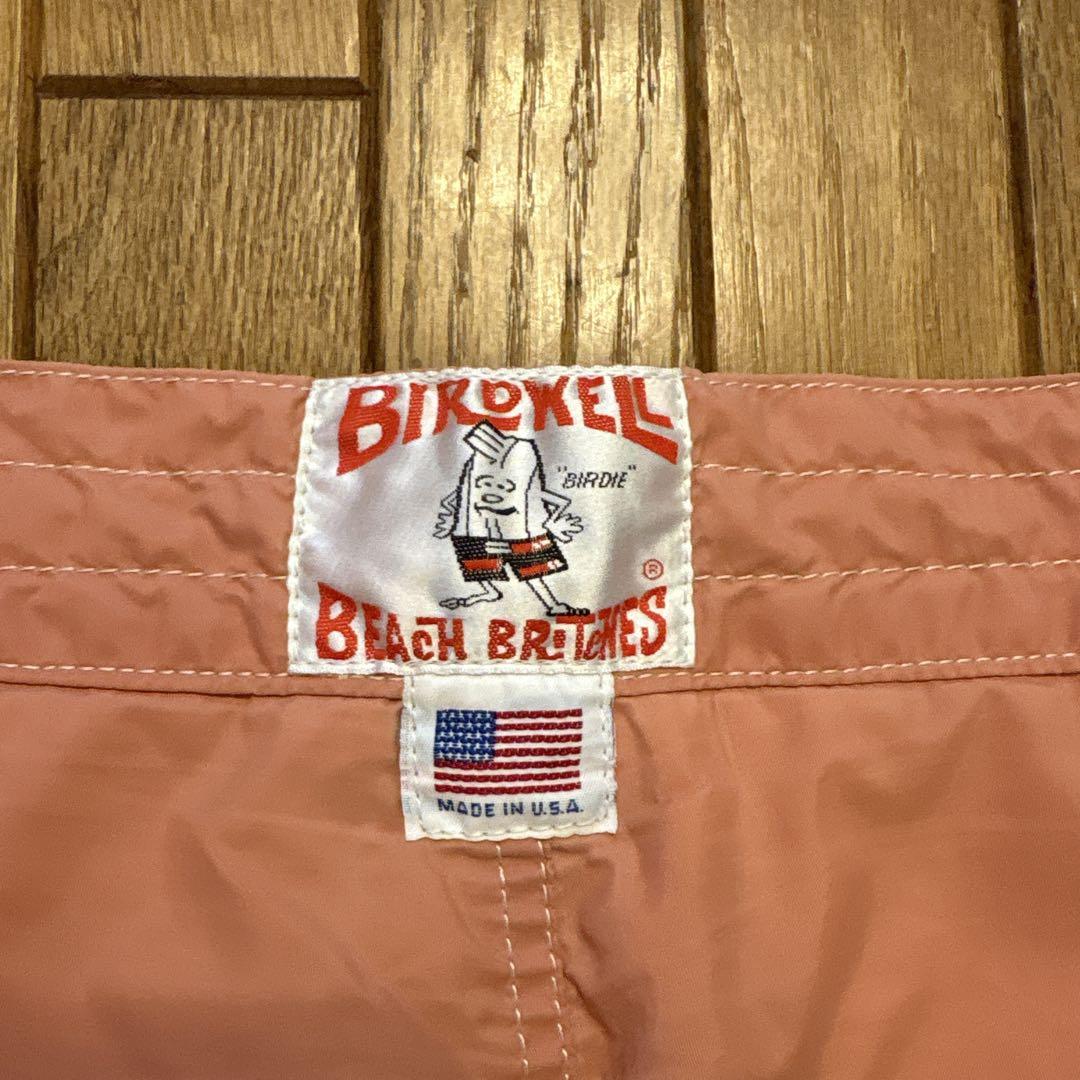 BIRDWELL
"BIRDIE"
®
BEACH BRITCHES
MADE IN U.S.A.